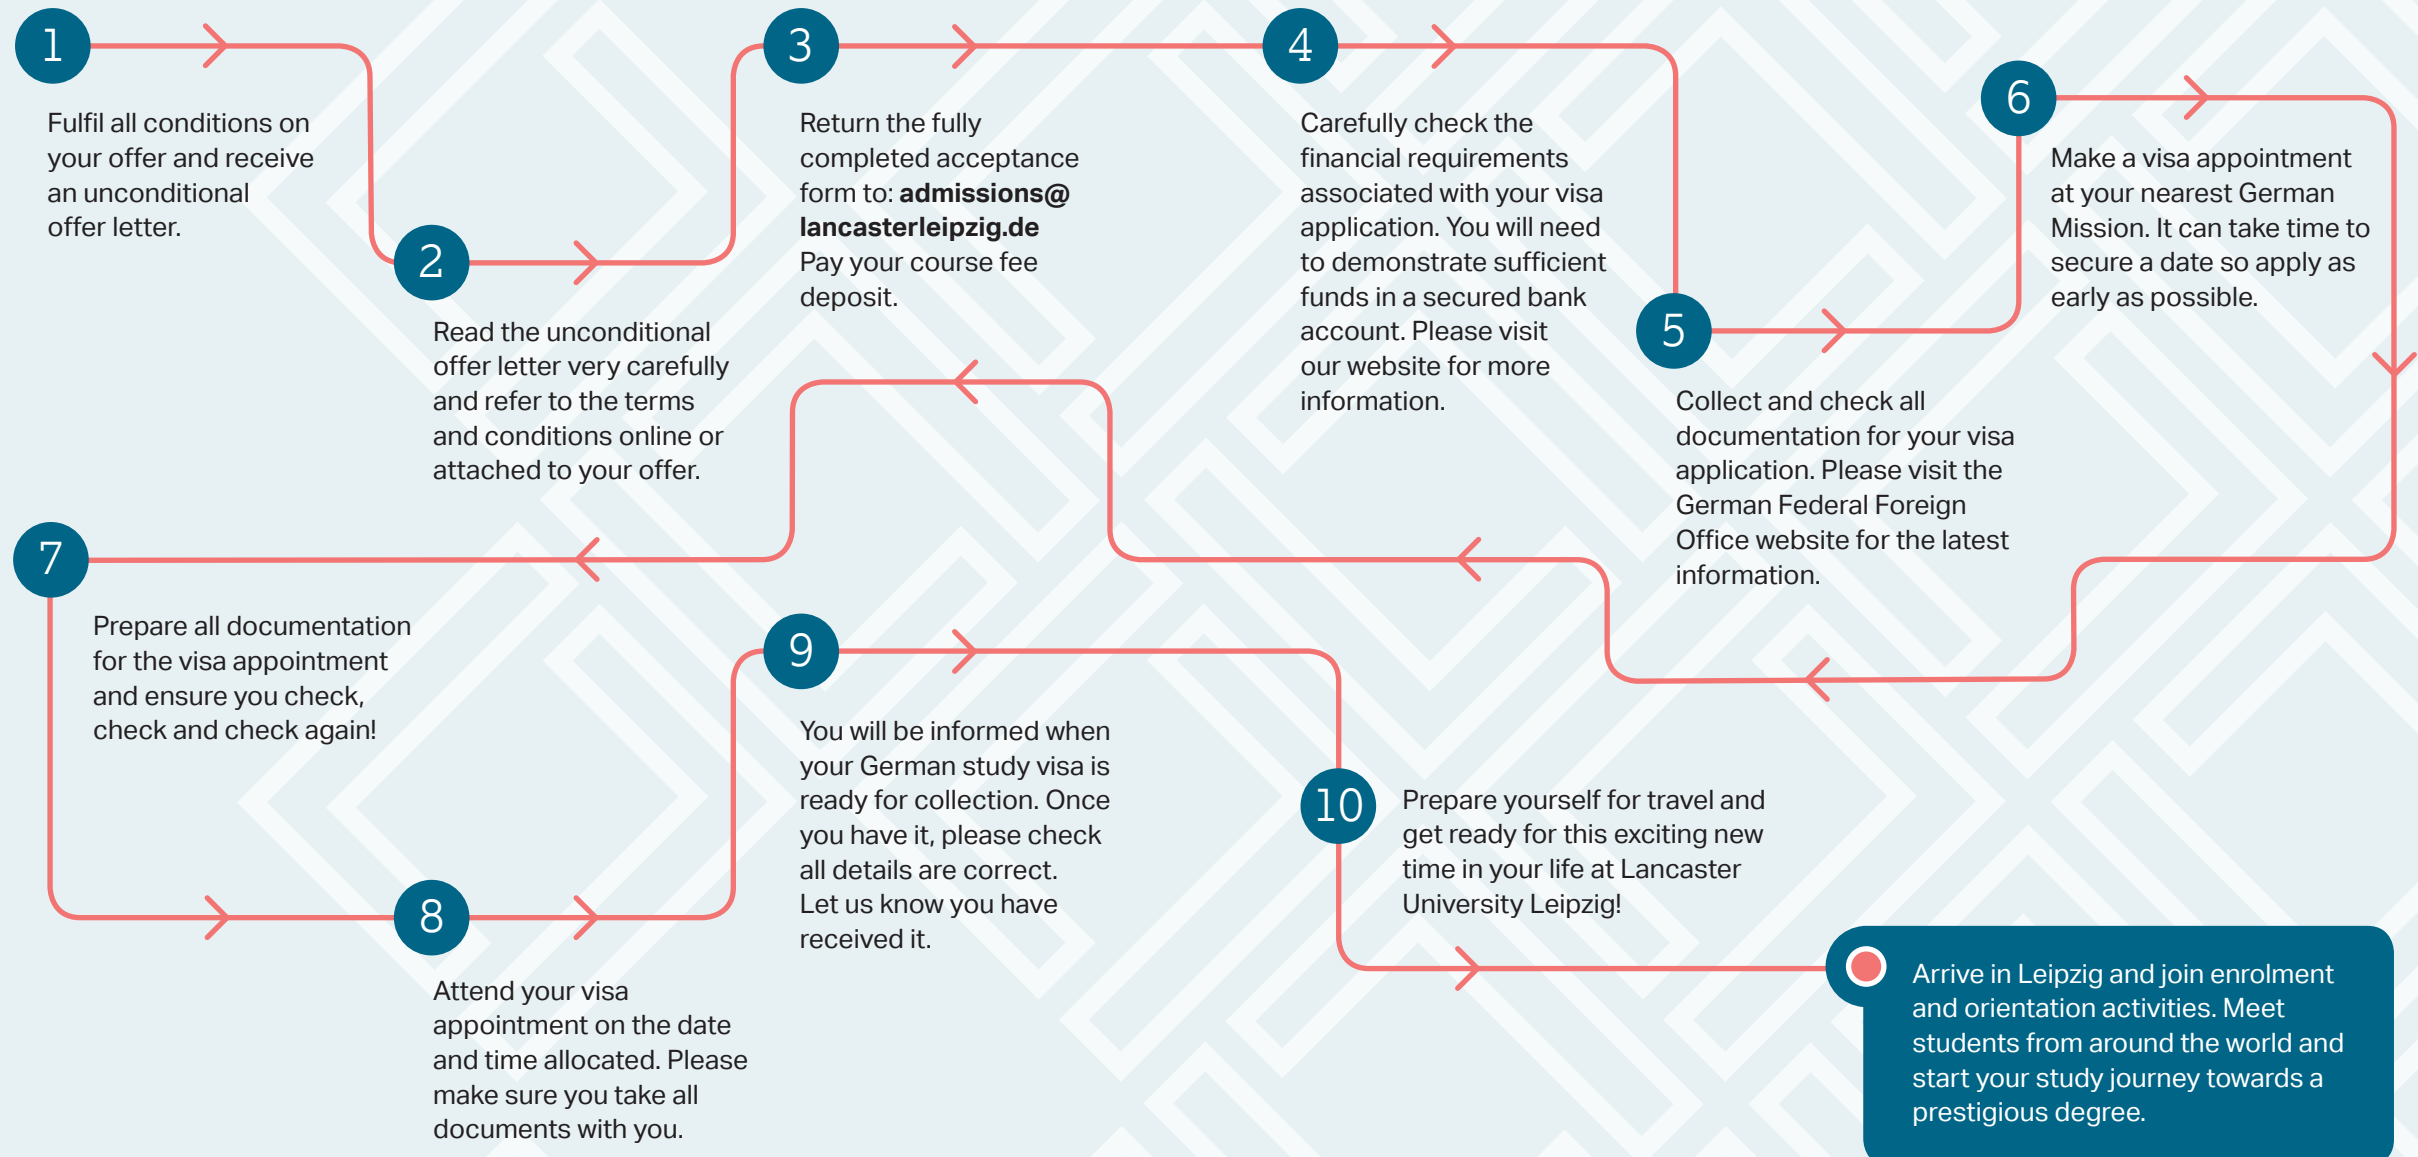 1
Fulfil all conditions on
your offer and receive
an unconditional
offer letter.
2
Read the unconditional
offer letter very carefully
and refer to the terms
and conditions online or
attached to your offer.
3
Return the fully
completed acceptance
form to: admissions@
lancasterleipzig.de
Pay your course fee
deposit.
4
Carefully check the
financial requirements
associated with your visa
application. You will need
to demonstrate sufficient
funds in a secured bank
account. Please visit
our website for more
information.
5
Collect and check all
documentation for your visa
application. Please visit the
German Federal Foreign
Office website for the latest
information.
6
Make a visa appointment
at your nearest German
Mission. It can take time to
secure a date so apply as
early as possible.
7
Prepare all documentation
for the visa appointment
and ensure you check,
check and check again!
8
Attend your visa
appointment on the date
and time allocated. Please
make sure you take all
documents with you.
9
You will be informed when
your German study visa is
ready for collection. Once
you have it, please check
all details are correct.
Let us know you have
received it.
10
Prepare yourself for travel and
get ready for this exciting new
time in your life at Lancaster
University Leipzig!
Arrive in Leipzig and join enrolment
and orientation activities. Meet
students from around the world and
start your study journey towards a
prestigious degree.